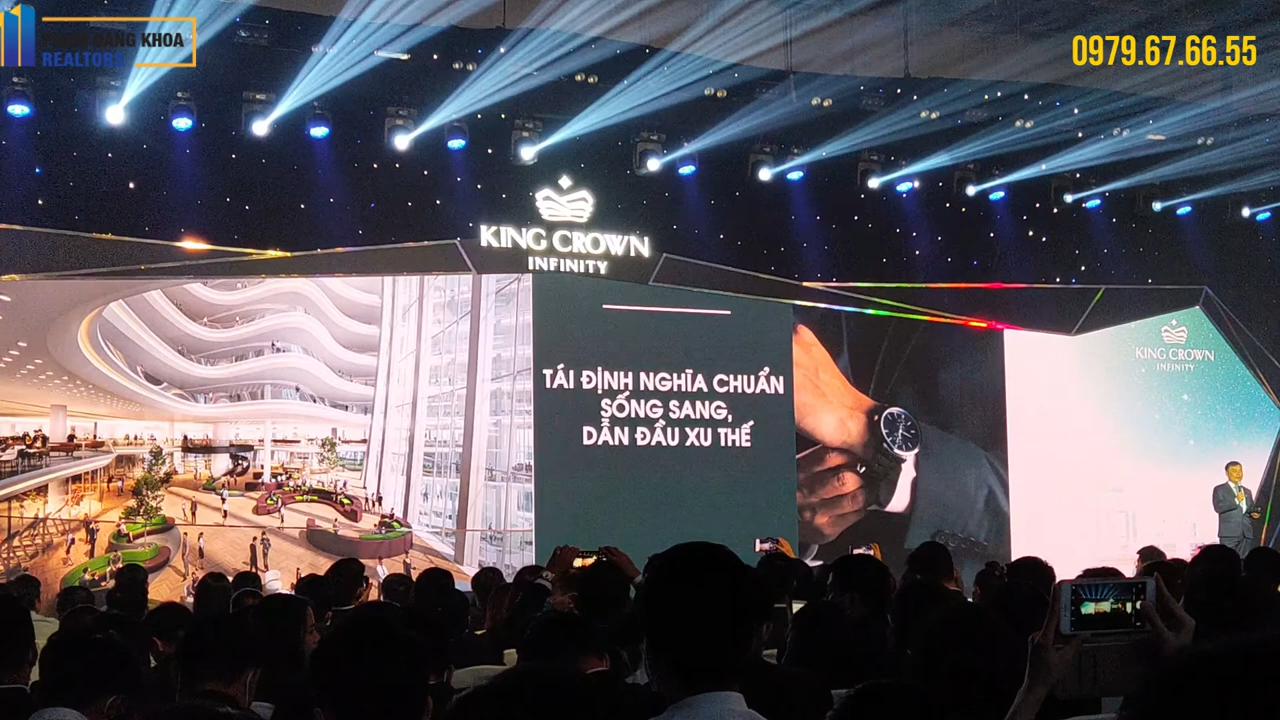 ĐĂNG KHOA
REALTORS
0979.67.66.55
KING CROWN
INFINITY
TÁI ĐỊNH NGHĨA CHUẨN
SỐNG SANG,
DẪN ĐẦU XU THẾ
KING CROWN
INFINITY